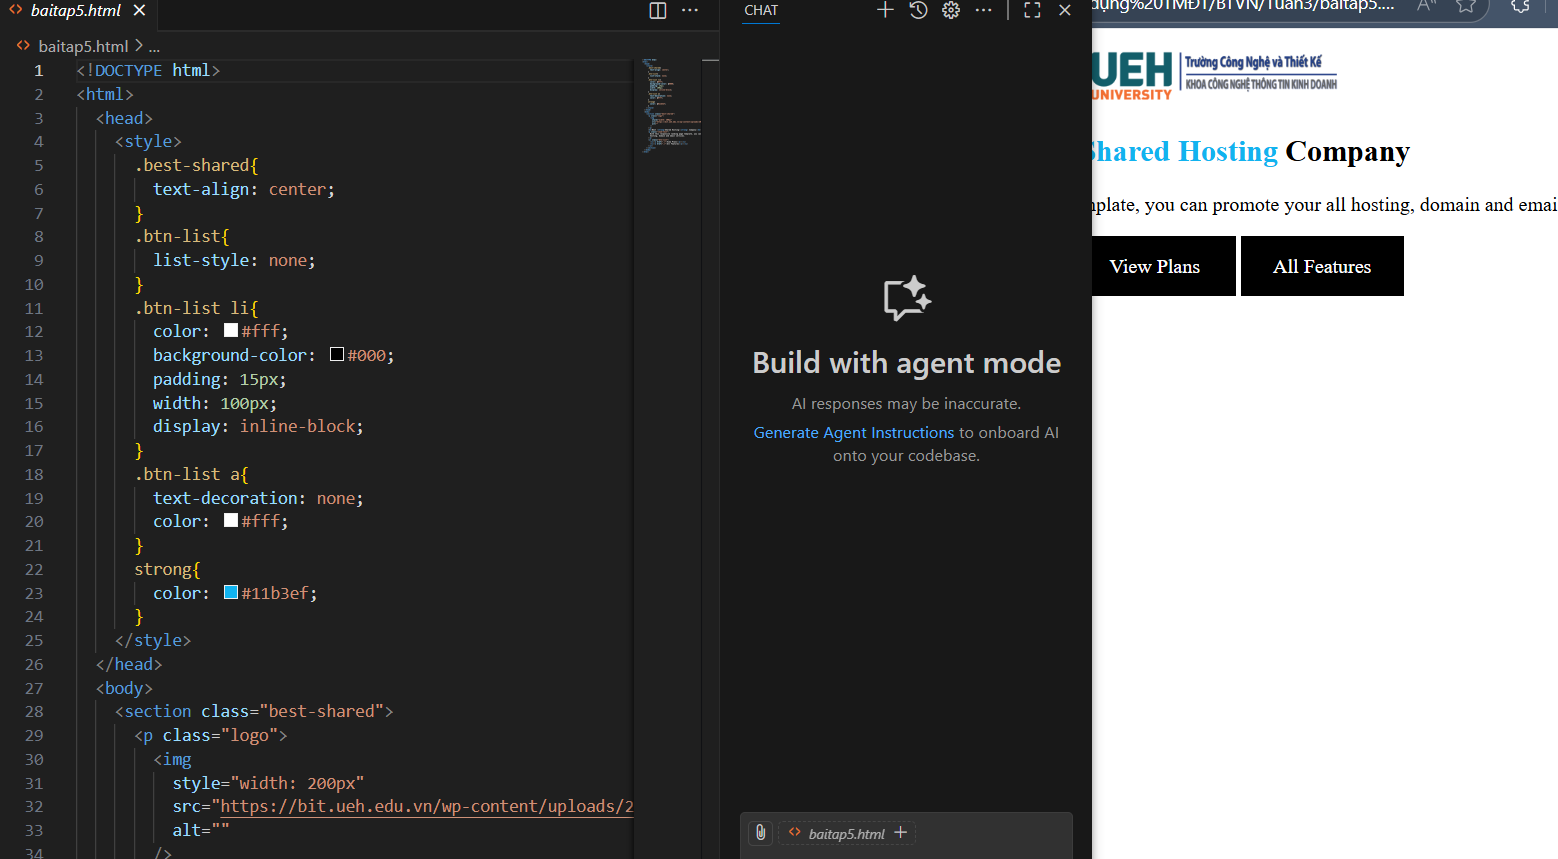 baitap5.html
baitap5.html > ...
1 <!DOCTYPE html>
2 <html>
3 <head>
4 <style>
5 .best-shared{
6 text-align: center;
7 }
8 .btn-list{
9 list-style: none;
10 }
11 .btn-list li{
12 color: #fff;
13 background-color: #000;
14 padding: 15px;
15 width: 100px;
16 display: inline-block;
17 }
18 .btn-list a{
19 text-decoration: none;
20 color: #fff;
21 }
22 strong{
23 color: #11b3ef;
24 }
25 </style>
26 </head>
27 <body>
28 <section class="best-shared">
29 <p class="logo">
30 <img
31 style="width: 200px"
32 src="https://bit.ueh.edu.vn/wp-content/uploads/2
33 alt=""
34 />
CHAT
Build with agent mode
AI responses may be inaccurate.
Generate Agent Instructions to onboard AI
onto your codebase.
baitap5.html
dụng%20TMĐT/BTVN/Tuan3/baitap5....
UEH
UNIVERSITY
Trường Công Nghệ và Thiết Kế
KHOA CÔNG NGHỆ THÔNG TIN KINH DOANH
Shared Hosting Company
mplate, you can promote your all hosting, domain and emai
View Plans
All Features